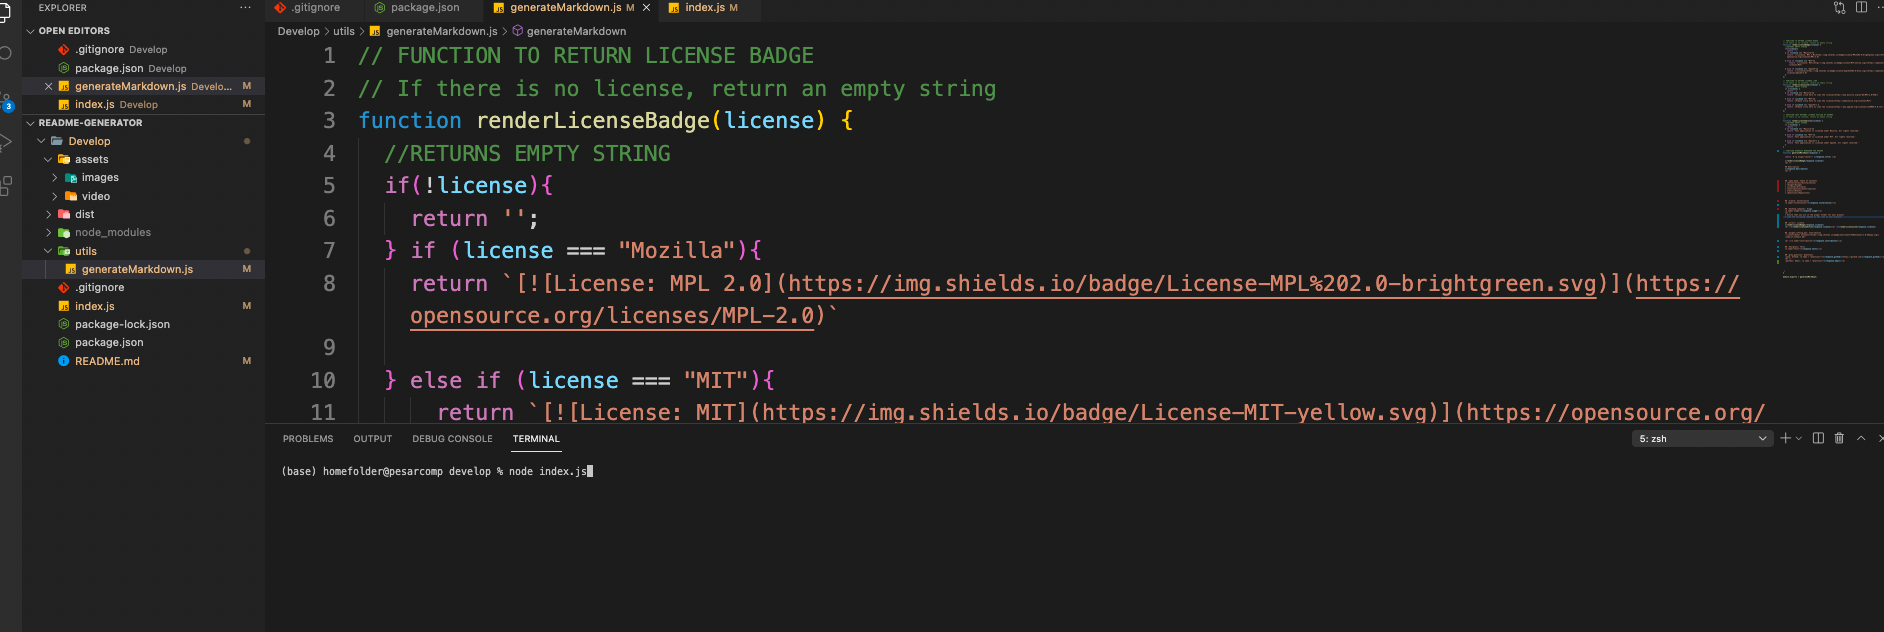 EXPLORER ···
OPEN EDITORS
.gitignore Develop
package.json Develop
generateMarkdown.js Develo... M
index.js Develop M
3
README-GENERATOR
Develop
assets
images
video
dist
node_modules
utils
generateMarkdown.js M
.gitignore
index.js M
package-lock.json
package.json
README.md M
.gitignore package.json generateMarkdown.js M index.js M
Develop > utils > generateMarkdown.js > generateMarkdown
1 // FUNCTION TO RETURN LICENSE BADGE
2 // If there is no license, return an empty string
3 function renderLicenseBadge(license) {
4 //RETURNS EMPTY STRING
5 if(!license){
6 return '';
7 } if (license === "Mozilla"){
8 return `[![License: MPL 2.0](https://img.shields.io/badge/License-MPL%202.0-brightgreen.svg)](https://
opensource.org/licenses/MPL-2.0)`
9
10 } else if (license === "MIT"){
11 return `[![License: MIT](https://img.shields.io/badge/License-MIT-yellow.svg)](https://opensource.org/
PROBLEMS OUTPUT DEBUG CONSOLE TERMINAL 5: zsh
(base) homefolder@pesarcomp develop % node index.js